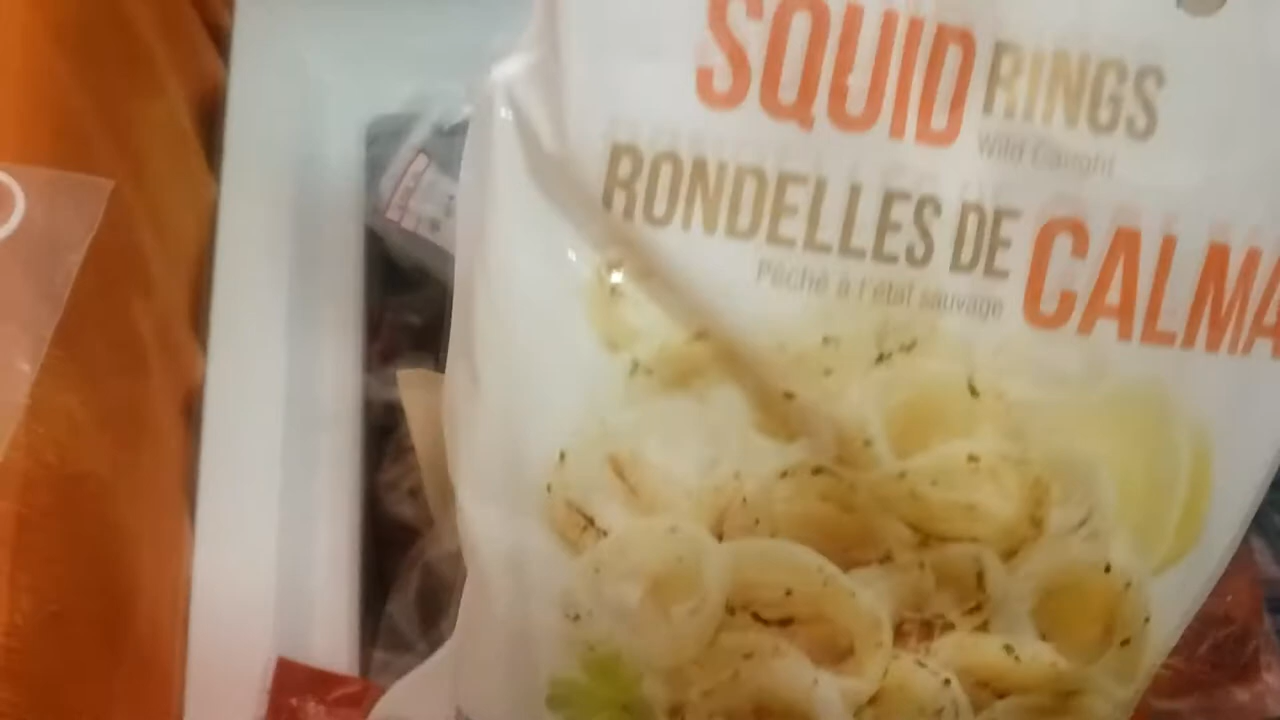 SQUID RINGS
Wild Caught
RONDELLES DE CALMA
Pêché à l'état sauvage